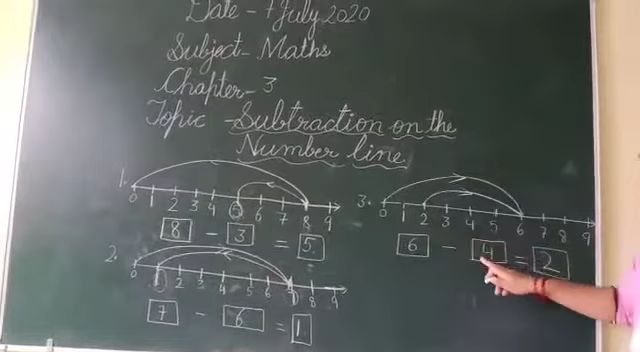 Date - 7 July 2020
Subject - Maths
Chapter - 3
Topic - Subtraction on the
Number line
1.
0 1 2 3 4 5 6 7 8 9
8 - 3 = 5
2.
0 1 2 3 4 5 6 7 8 9
7 - 6 = 1
3.
0 1 2 3 4 5 6 7 8 9
6 - 4 = 2